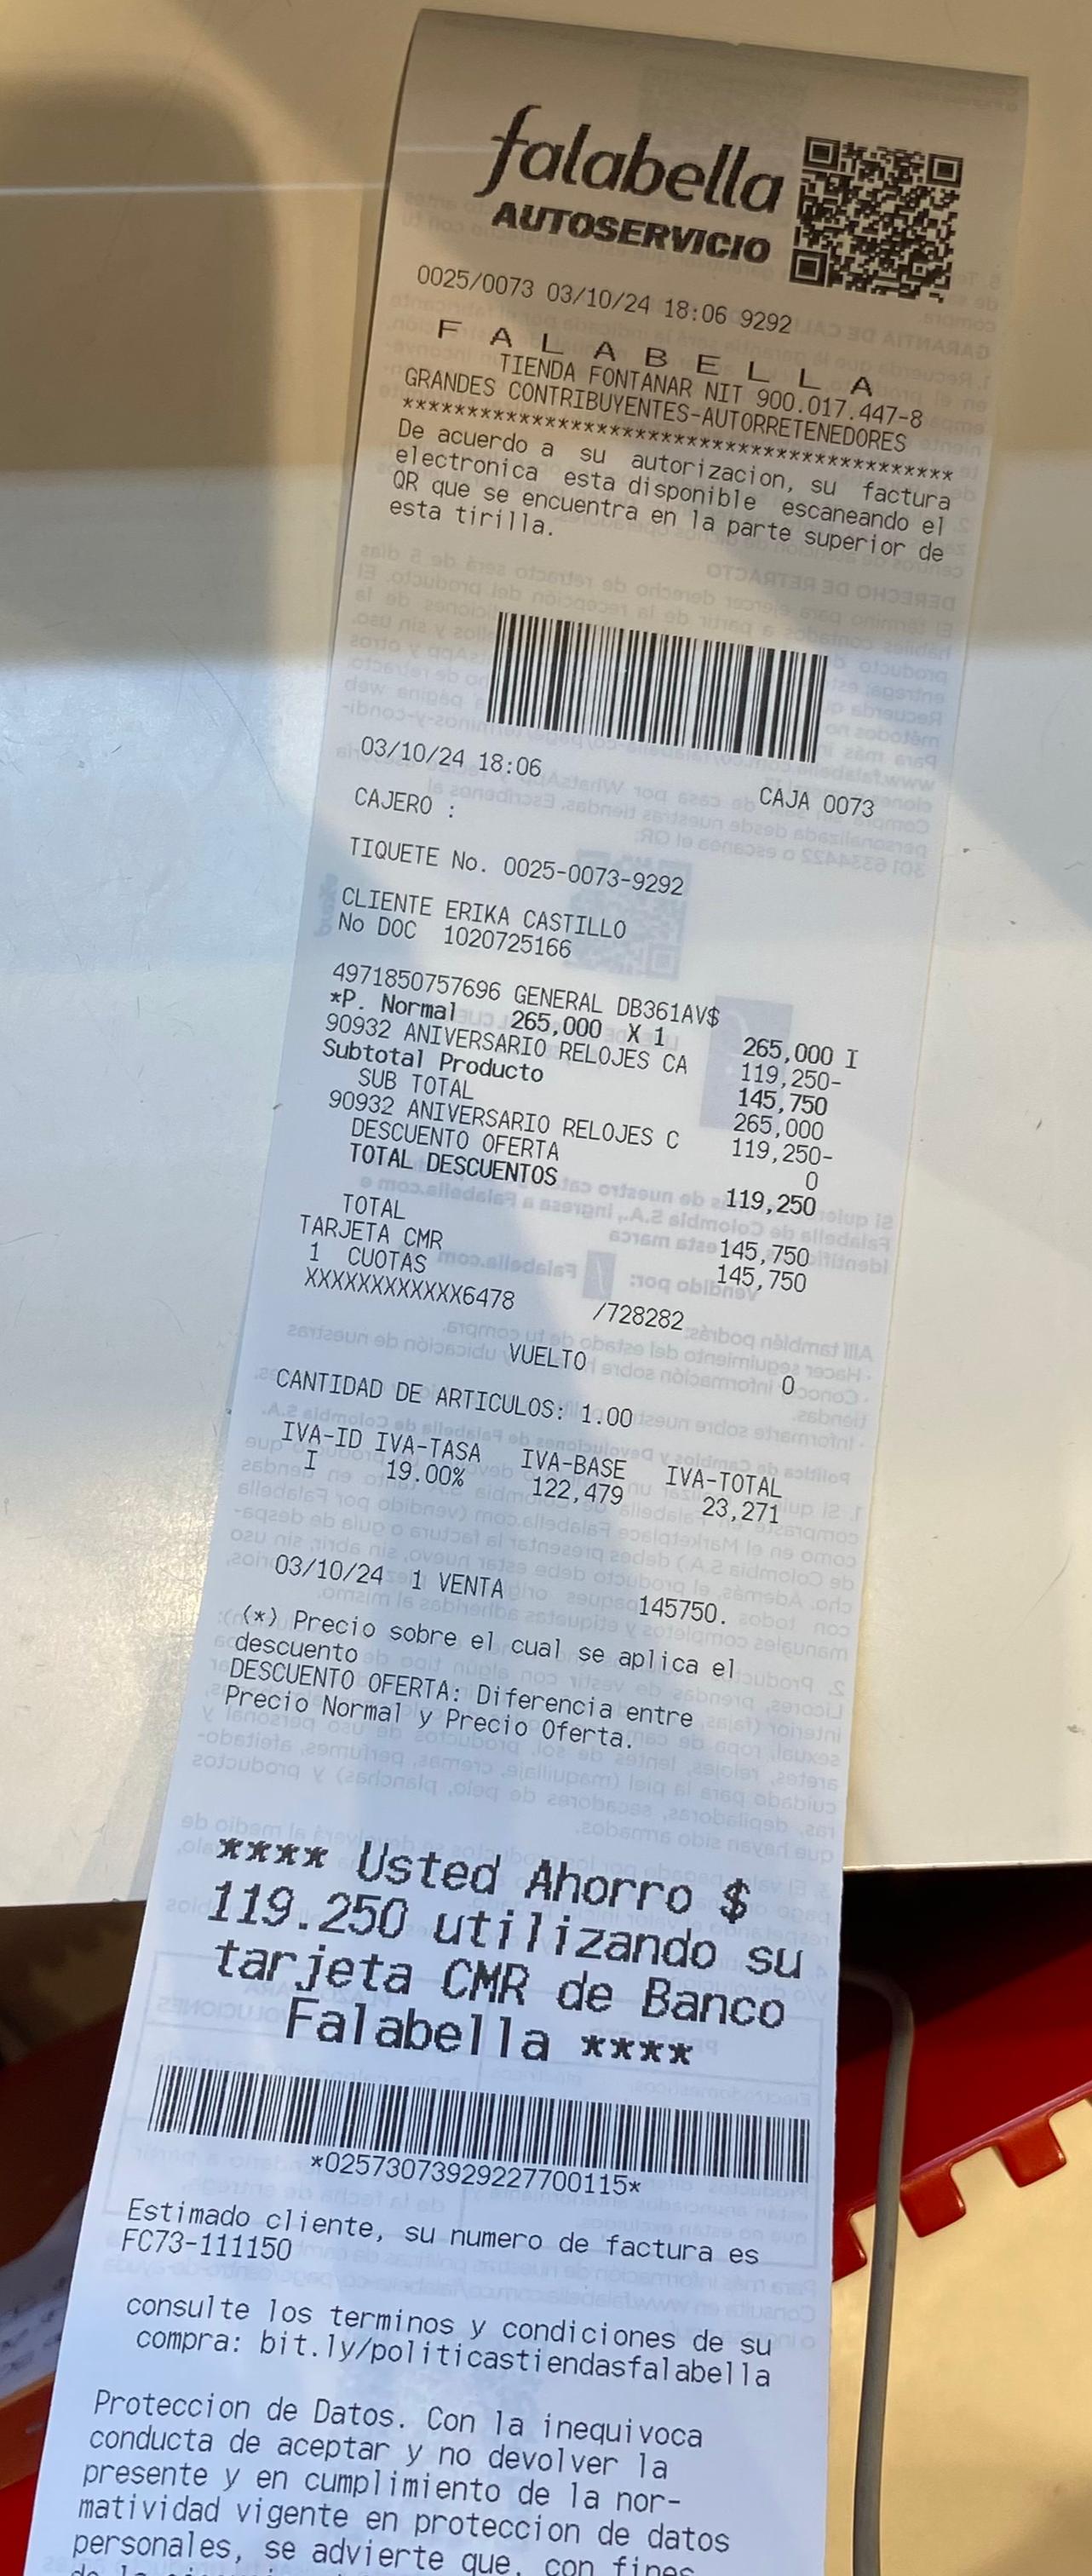 falabella
AUTOSERVICIO
0025/0073 03/10/24 18:06 9292
F A L A B E L L A
TIENDA FONTANAR NIT 900.017.447-8
GRANDES CONTRIBUYENTES-AUTORRETENEDORES
******************************************
De acuerdo a su autorizacion, su factura
electronica esta disponible escaneando el
QR que se encuentra en la parte superior de
esta tirilla.
03/10/24 18:06 CAJA 0073
CAJERO :
TIQUETE No. 0025-0073-9292
CLIENTE ERIKA CASTILLO
No DOC 1020725166
4971850757696 GENERAL DB361AV$
*P. Normal 265,000 X 1 265,000 I
90932 ANIVERSARIO RELOJES CA 119,250-
Subtotal Producto 145,750
SUB TOTAL 265,000
90932 ANIVERSARIO RELOJES C 119,250-
DESCUENTO OFERTA 0
TOTAL DESCUENTOS 119,250
TOTAL 145,750
TARJETA CMR 145,750
1 CUOTAS
XXXXXXXXXXXX6478 /728282
VUELTO 0
CANTIDAD DE ARTICULOS: 1.00
IVA-ID IVA-TASA IVA-BASE IVA-TOTAL
I 19.00% 122,479 23,271
03/10/24 1 VENTA 145750.
(*) Precio sobre el cual se aplica el
descuento
DESCUENTO OFERTA: Diferencia entre
Precio Normal y Precio Oferta.
**** Usted Ahorro $
119.250 utilizando su
tarjeta CMR de Banco
Falabella ****
*02573073929227700115*
Estimado cliente, su numero de factura es
FC73-111150
consulte los terminos y condiciones de su
compra: bit.ly/politicastiendasfalabella
Proteccion de Datos. Con la inequivoca
conducta de aceptar y no devolver la
presente y en cumplimiento de la nor-
matividad vigente en proteccion de datos
personales, se advierte que, con fines